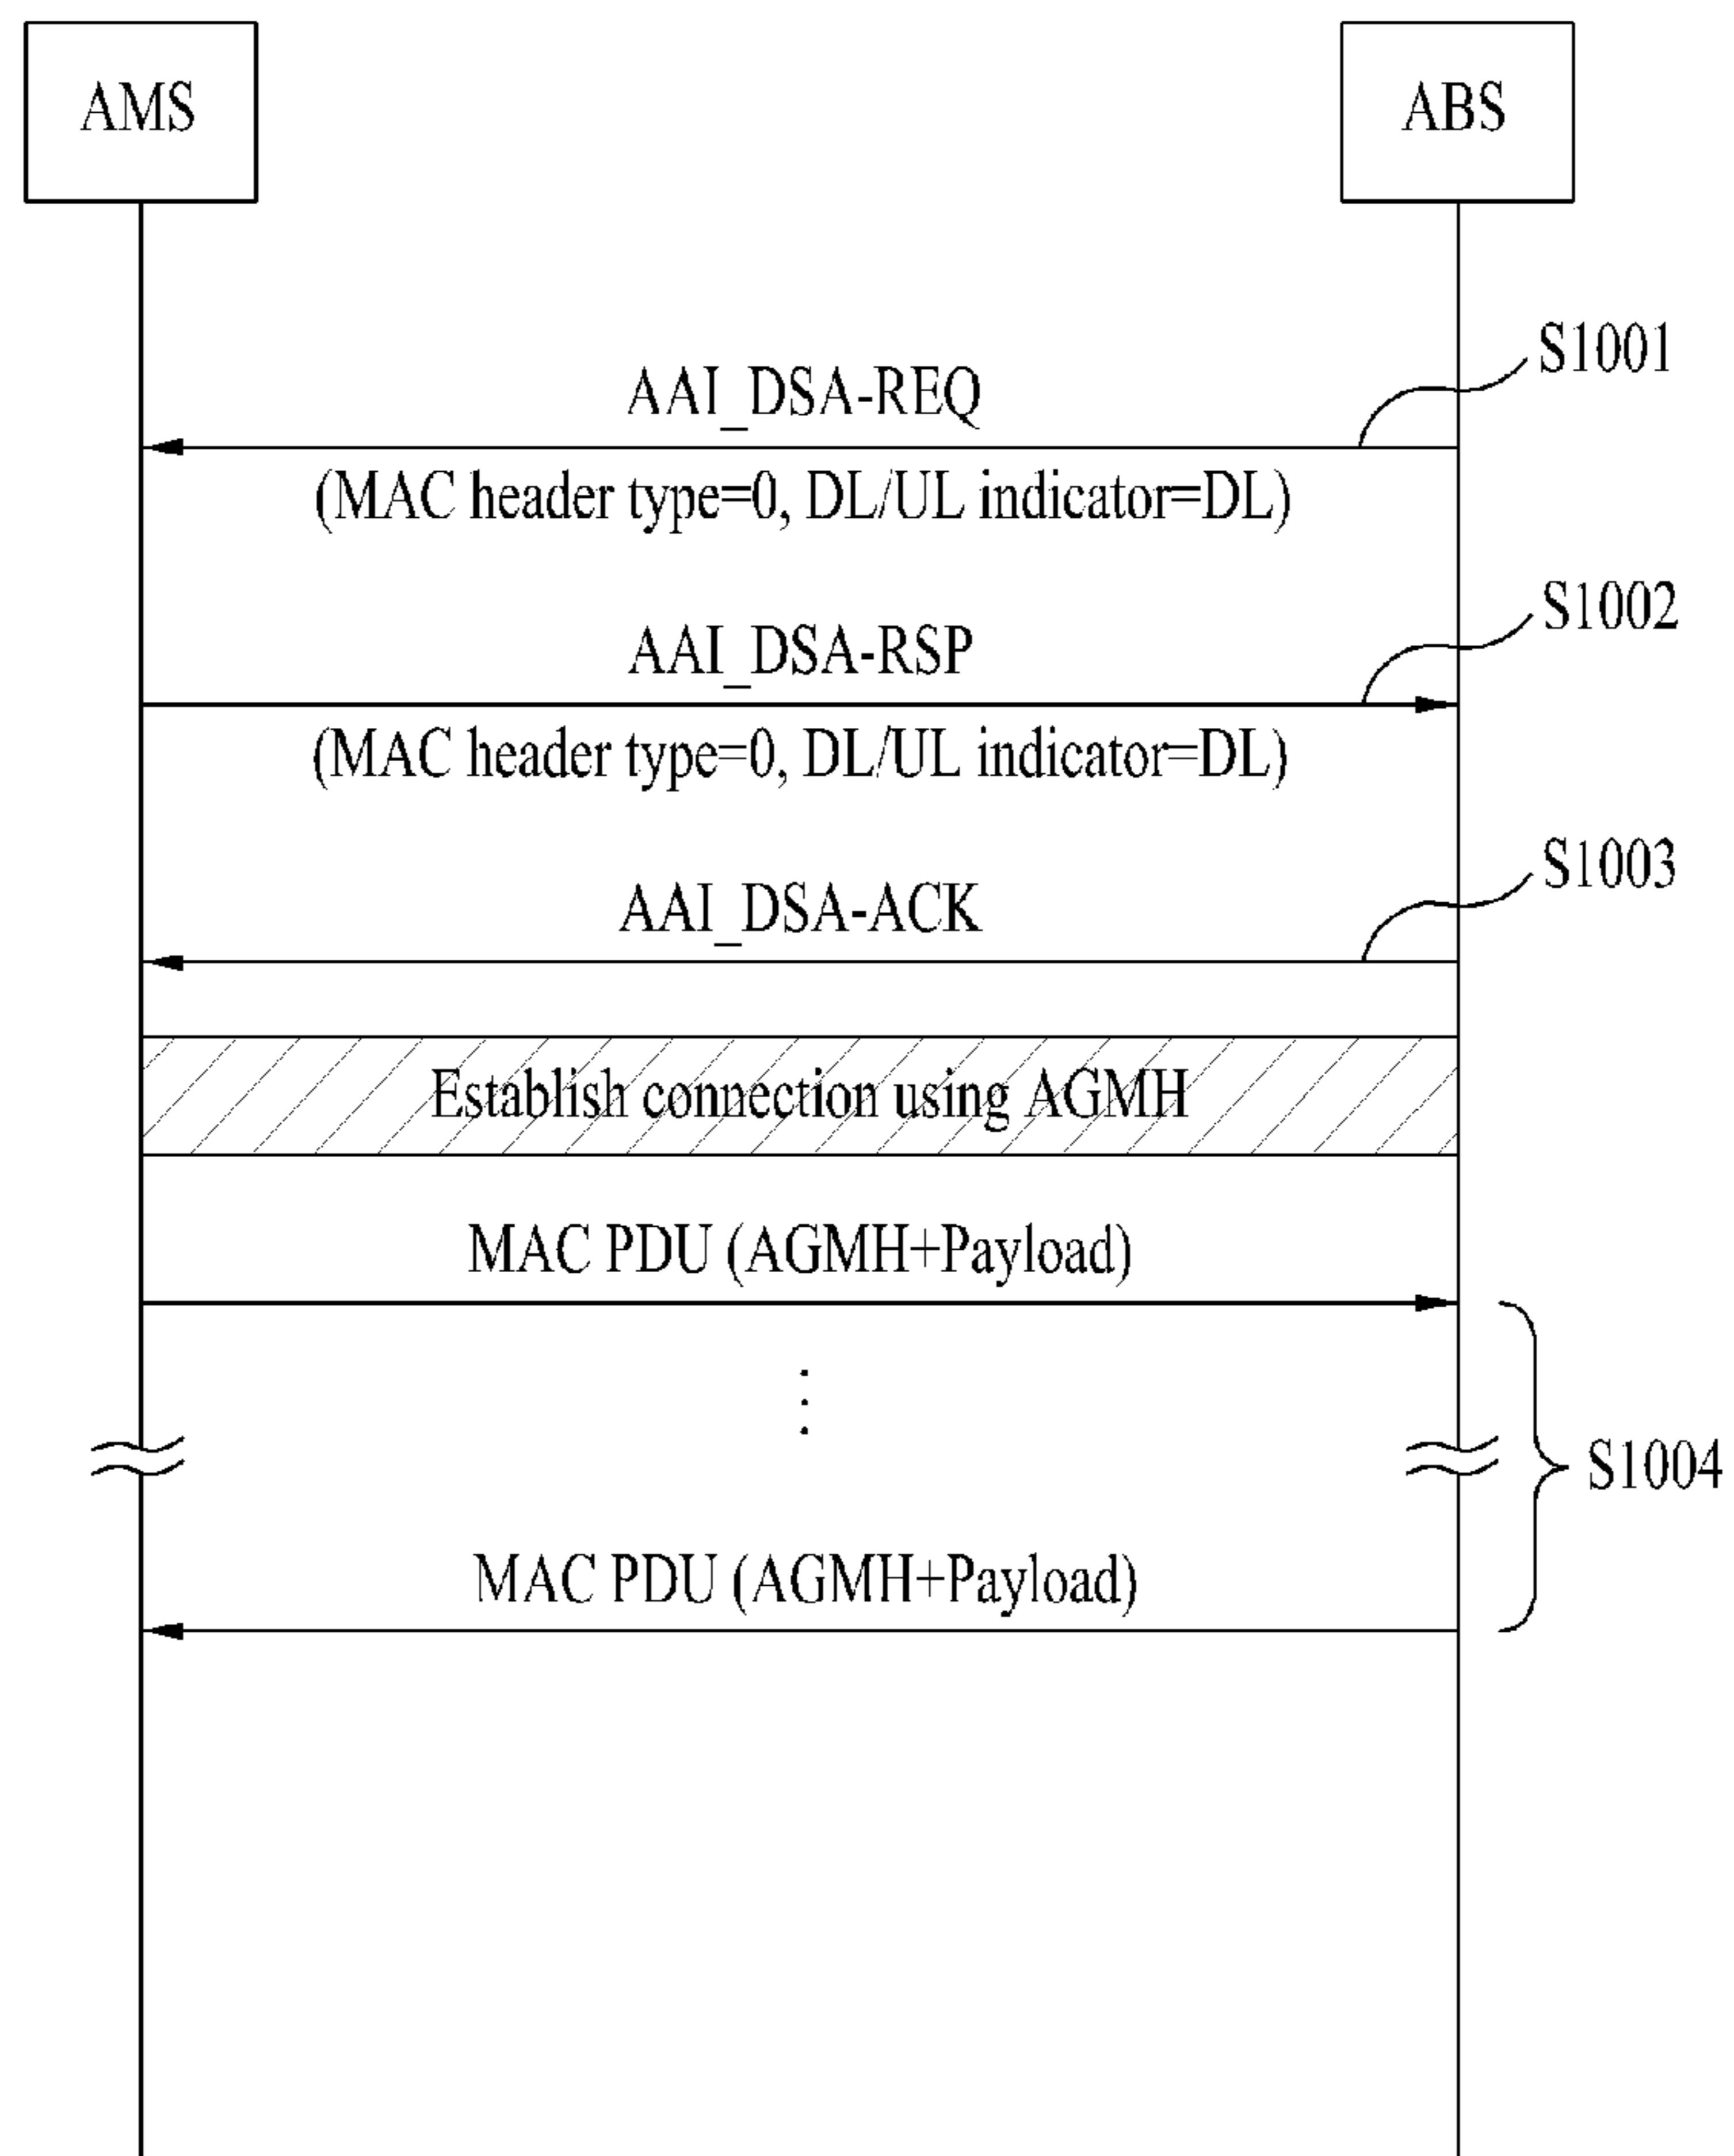 AMS
ABS
S1001
AAI_DSA-REQ
(MAC header type=0, DL/UL indicator=DL)
S1002
AAI_DSA-RSP
(MAC header type=0, DL/UL indicator=DL)
S1003
AAI_DSA-ACK
Establish connection using AGMH
MAC PDU (AGMH+Payload)
S1004
MAC PDU (AGMH+Payload)